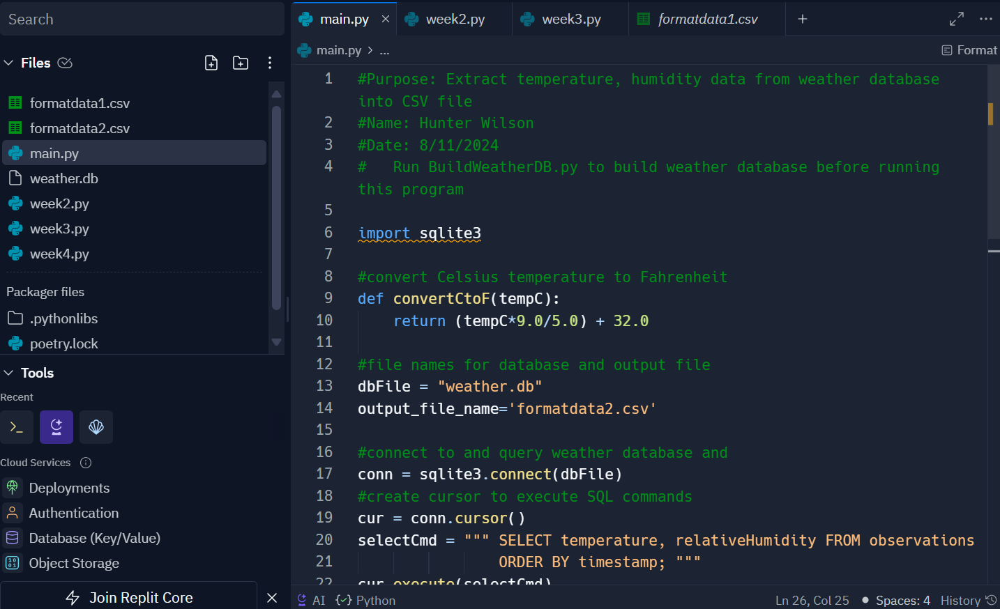 Search
Files
formatdata1.csv
formatdata2.csv
main.py
weather.db
week2.py
week3.py
week4.py
Packager files
.pythonlibs
poetry.lock
Tools
Recent
Cloud Services
Deployments
Authentication
Database (Key/Value)
Object Storage
Join Replit Core
main.py week2.py week3.py formatdata1.csv
main.py > ... Format
1 #Purpose: Extract temperature, humidity data from weather database
into CSV file
2 #Name: Hunter Wilson
3 #Date: 8/11/2024
4 #   Run BuildWeatherDB.py to build weather database before running
this program
5
6 import sqlite3
7
8 #convert Celsius temperature to Fahrenheit
9 def convertCtoF(tempC):
10     return (tempC*9.0/5.0) + 32.0
11
12 #file names for database and output file
13 dbFile = "weather.db"
14 output_file_name='formatdata2.csv'
15
16 #connect to and query weather database and
17 conn = sqlite3.connect(dbFile)
18 #create cursor to execute SQL commands
19 cur = conn.cursor()
20 selectCmd = """ SELECT temperature, relativeHumidity FROM observations
21                 ORDER BY timestamp; """
22 cur.execute(selectCmd)
AI Python Ln 26, Col 25 Spaces: 4 History